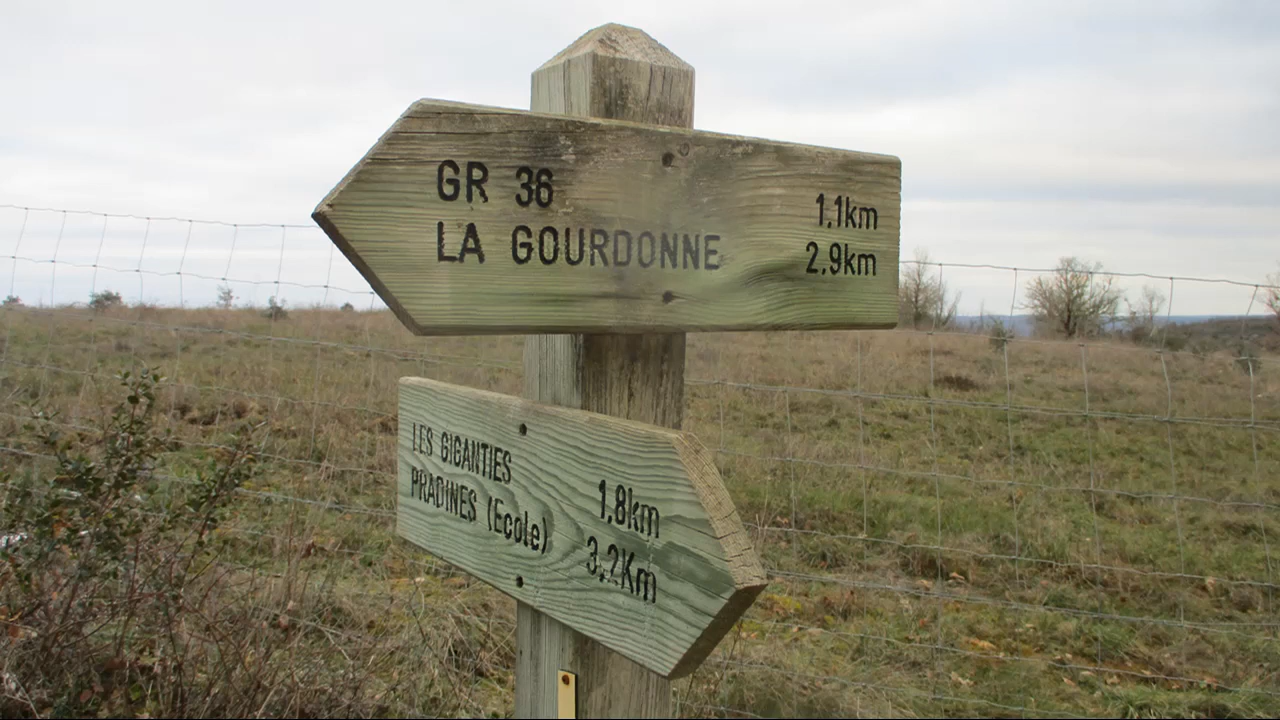 GR 36 1,1km
LA GOURDONNE 2,9km
LES GIGANTIES 1,8km
PRADINES (Ecole) 3,2Km